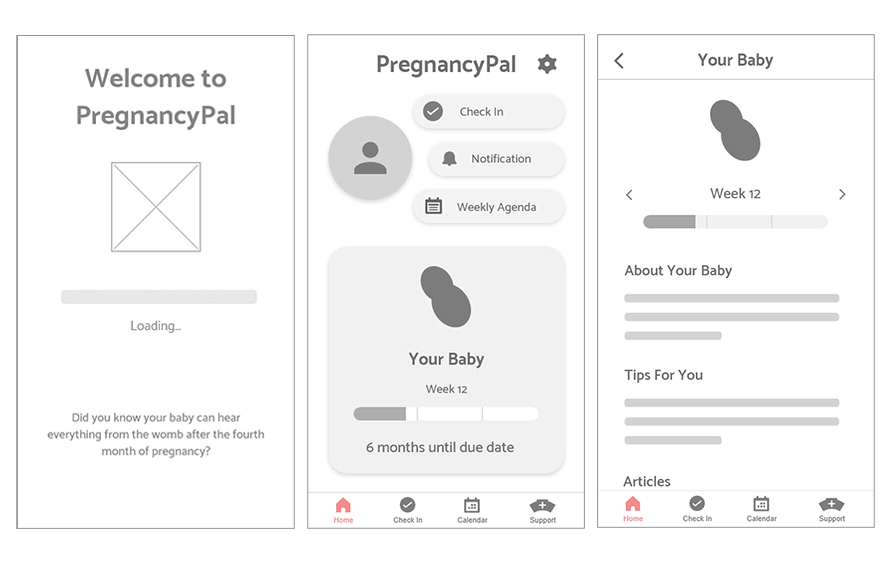 Welcome to
PregnancyPal
Loading...
Did you know your baby can hear
everything from the womb after the fourth
month of pregnancy?
PregnancyPal
Check In
Notification
Weekly Agenda
Your Baby
Week 12
6 months until due date
Home
Check In
Calendar
Support
Your Baby
Week 12
About Your Baby
Tips For You
Articles
Home
Check In
Calendar
Support